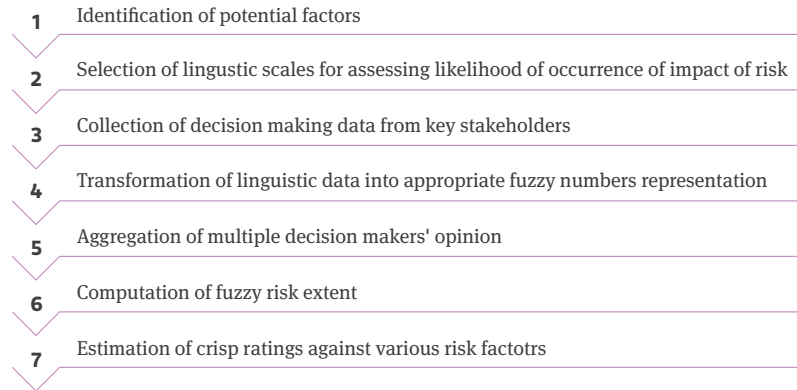 1 Identification of potential factors
2 Selection of lingustic scales for assessing likelihood of occurrence of impact of risk
3 Collection of decision making data from key stakeholders
4 Transformation of linguistic data into appropriate fuzzy numbers representation
5 Aggregation of multiple decision makers' opinion
6 Computation of fuzzy risk extent
7 Estimation of crisp ratings against various risk factotrs